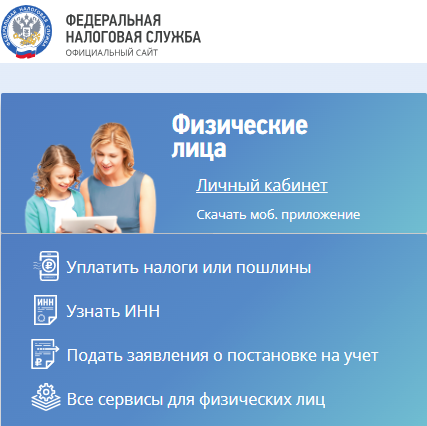 ФЕДЕРАЛЬНАЯ
НАЛОГОВАЯ СЛУЖБА
ОФИЦИАЛЬНЫЙ САЙТ
Физические
лица
Личный кабинет
Скачать моб. приложение
Уплатить налоги или пошлины
ИНН
Узнать ИНН
Подать заявления о постановке на учет
Все сервисы для физических лиц